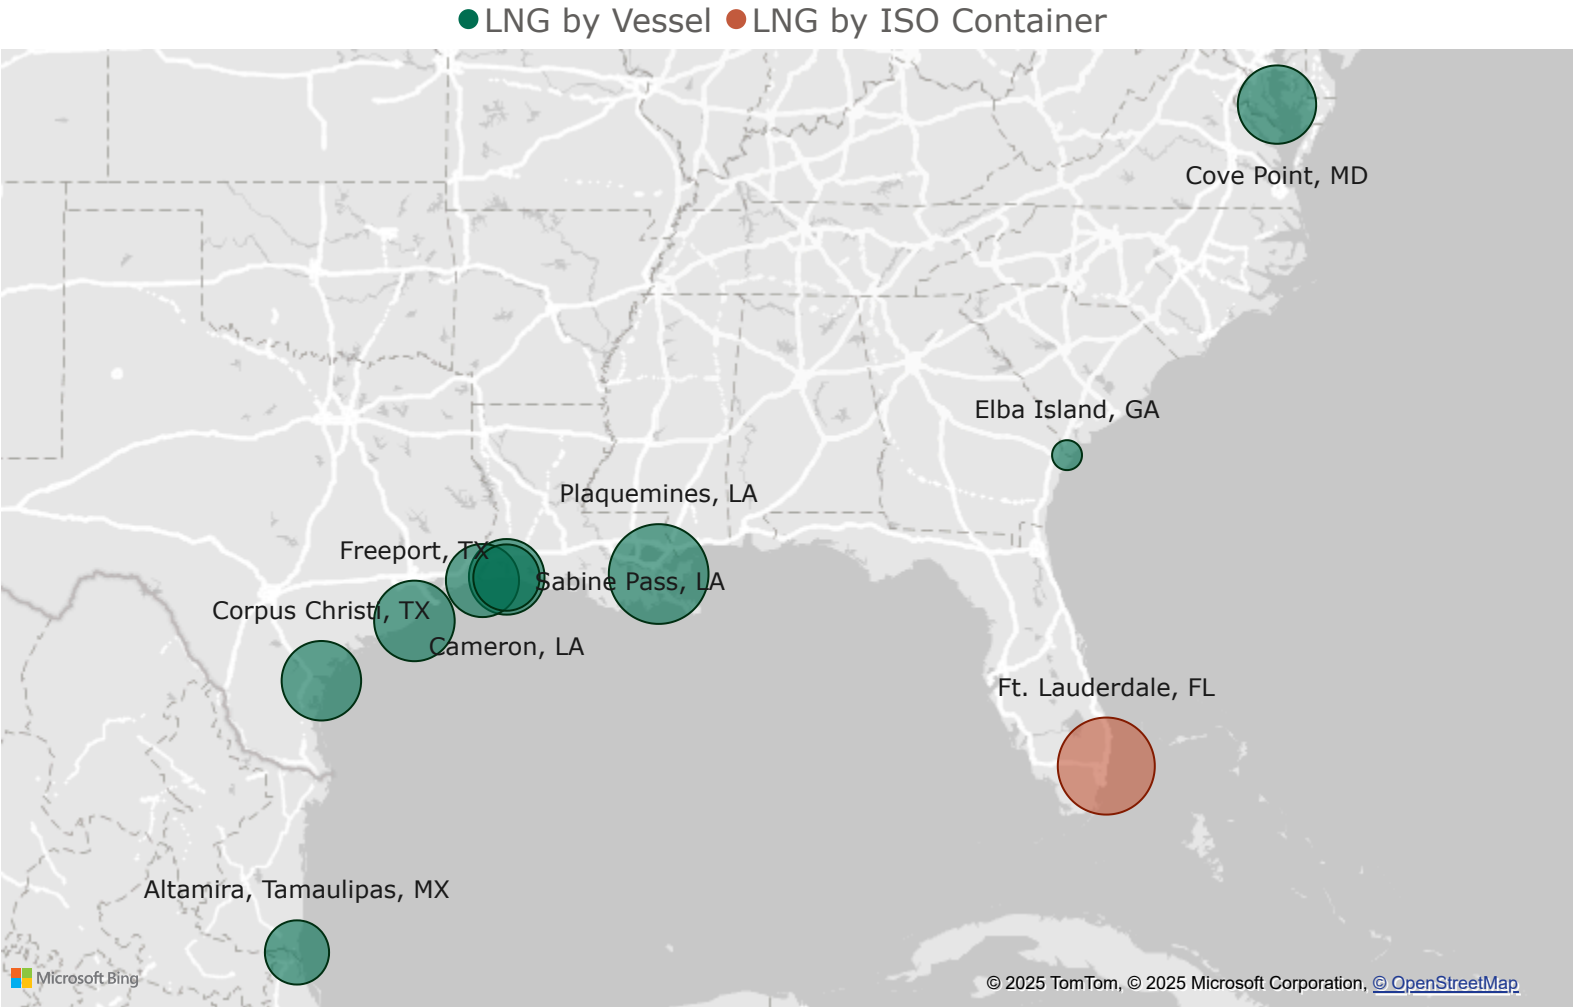 LNG by Vessel LNG by ISO Container
Cove Point, MD
Elba Island, GA
Plaquemines, LA
Freeport, TX
Sabine Pass, LA
Corpus Christi, TX
Cameron, LA
Ft. Lauderdale, FL
Altamira, Tamaulipas, MX
Microsoft Bing
© 2025 TomTom, © 2025 Microsoft Corporation, © OpenStreetMap